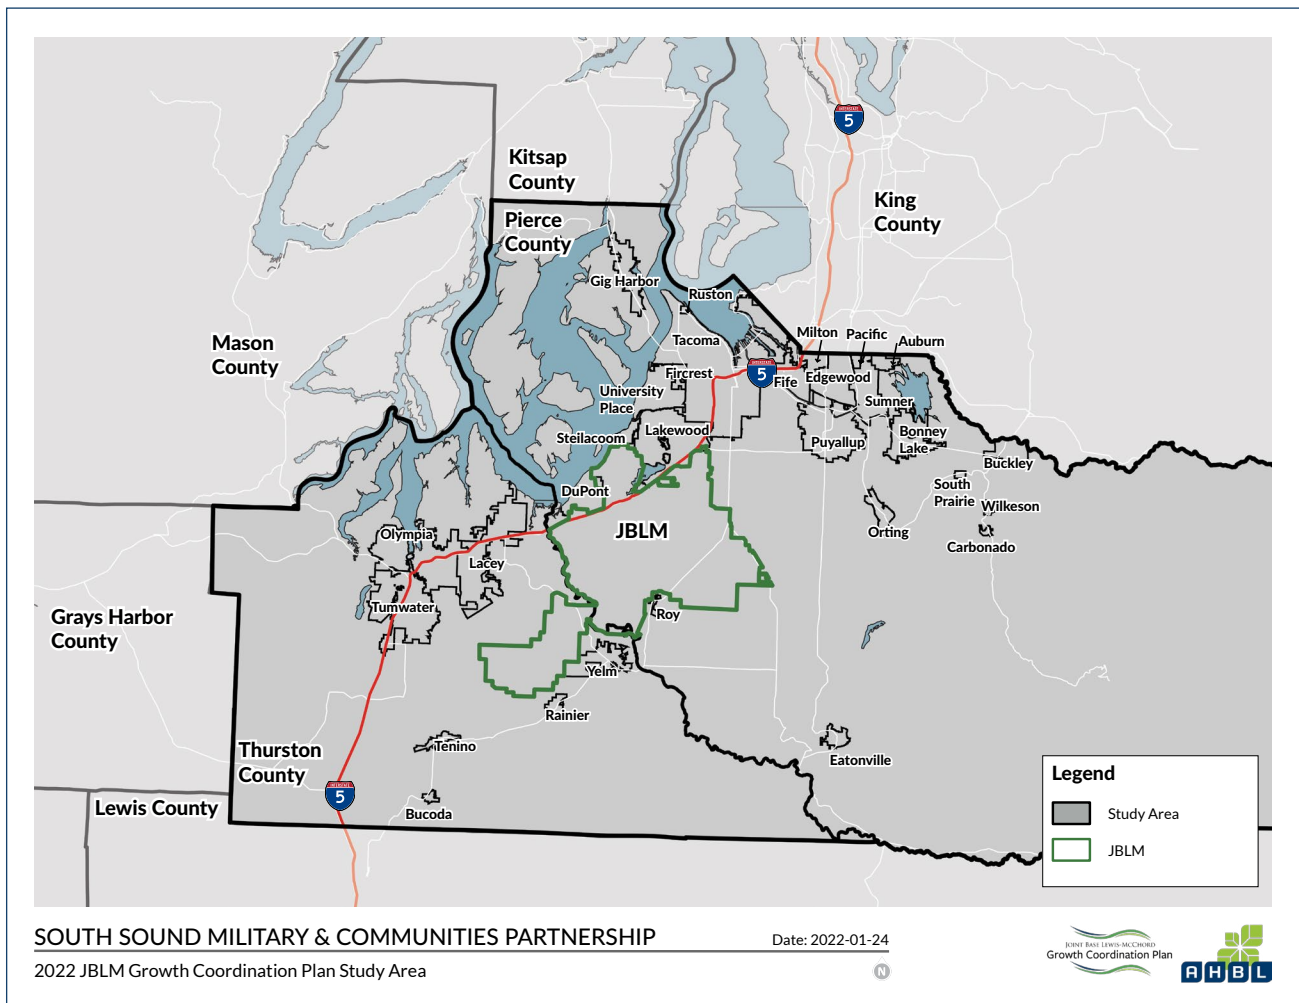 5
Kitsap
County
King
County
Pierce
County
Gig Harbor
Ruston
Mason
County
Tacoma
Milton
Pacific
Auburn
5
Fircrest
Fife
Edgewood
University
Place
Sumner
Lakewood
Steilacoom
Puyallup
Bonney
Lake
Buckley
DuPont
South
Prairie
Wilkeson
JBLM
Orting
Carbonado
Olympia
Lacey
Tumwater
Roy
Grays Harbor
County
Yelm
Rainier
Tenino
Thurston
County
Eatonville
5
Lewis County
Bucoda
Legend
Study Area
JBLM
SOUTH SOUND MILITARY & COMMUNITIES PARTNERSHIP
Date: 2022-01-24
2022 JBLM Growth Coordination Plan Study Area
N
JOINT BASE LEWIS-MCCHORD
Growth Coordination Plan
AHBL